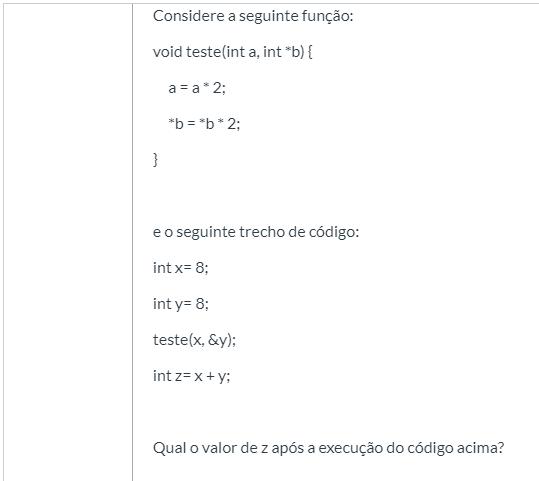 Considere a seguinte função:
void teste(int a, int *b) {
a = a * 2;
*b = *b * 2;
}
e o seguinte trecho de código:
int x= 8;
int y= 8;
teste(x, &y);
int z= x + y;
Qual o valor de z após a execução do código acima?